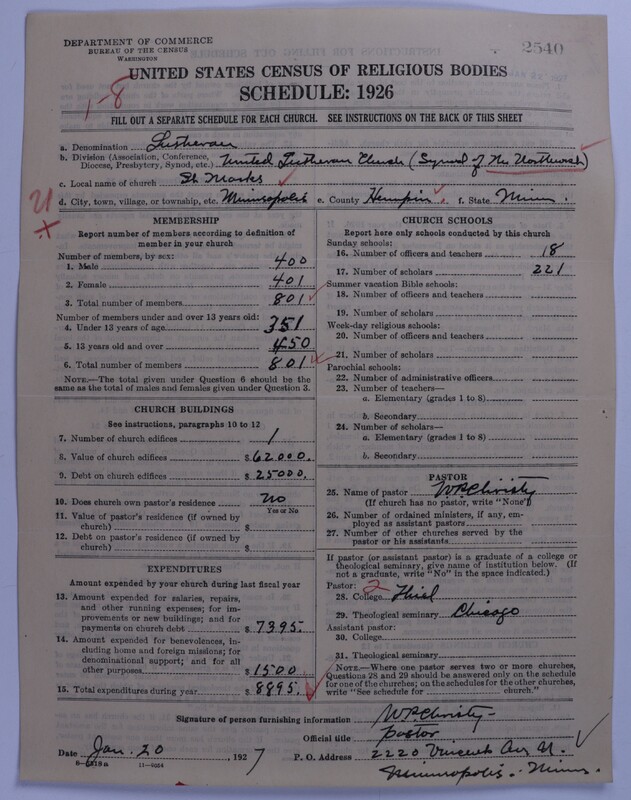 DEPARTMENT OF COMMERCE
BUREAU OF THE CENSUS
WASHINGTON
2540
UNITED STATES CENSUS OF RELIGIOUS BODIES
SCHEDULE: 1926
1-8
FILL OUT A SEPARATE SCHEDULE FOR EACH CHURCH. SEE INSTRUCTIONS ON THE BACK OF THIS SHEET
a. Denomination Lutheran
b. Division (Association, Conference, Diocese, Presbytery, Synod, etc.) United Lutheran Church (Synod of the Northwest)
c. Local name of church St Marks
d. City, town, village, or township, etc. Minneapolis e. County Hennepin. f. State Minn.
MEMBERSHIP
Report number of members according to definition of
member in your church
Number of members, by sex:
1. Male 400
2. Female 401
3. Total number of members 801
Number of members under and over 13 years old:
4. Under 13 years of age 351
5. 13 years old and over 450
6. Total number of members 801
NOTE.—The total given under Question 6 should be
the same as the total of males and females given under Question 3.
CHURCH BUILDINGS
See instructions, paragraphs 10 to 12
7. Number of church edifices 1
8. Value of church edifices $62000.
9. Debt on church edifices $25000.
10. Does church own pastor's residence No
Yes or No
11. Value of pastor's residence (if owned by
church) $
12. Debt on pastor's residence (if owned by
church) $
EXPENDITURES
Amount expended by your church during last fiscal year
13. Amount expended for salaries, repairs,
and other running expenses; for im-
provements or new buildings; and for
payments on church debt $7395.
14. Amount expended for benevolences, in-
cluding home and foreign missions; for
denominational support; and for all
other purposes $1500
15. Total expenditures during year $8895.
CHURCH SCHOOLS
Report here only schools conducted by this church
Sunday schools:
16. Number of officers and teachers 18
17. Number of scholars 221
Summer vacation Bible schools:
18. Number of officers and teachers
19. Number of scholars
Week-day religious schools:
20. Number of officers and teachers
21. Number of scholars
Parochial schools:
22. Number of administrative officers
23. Number of teachers—
a. Elementary (grades 1 to 8)
b. Secondary
24. Number of scholars—
a. Elementary (grades 1 to 8)
b. Secondary
PASTOR
25. Name of pastor W.P. Christy
(If church has no pastor, write "None")
26. Number of ordained ministers, if any, em-
ployed as assistant pastors
27. Number of other churches served by the
pastor or his assistants
If pastor (or assistant pastor) is a graduate of a college or
theological seminary, give name of institution below. (If
not a graduate, write "No" in the space indicated.)
Pastor: 2
28. College Thiel
29. Theological seminary Chicago
Assistant pastor:
30. College
31. Theological seminary
NOTE.—Where one pastor serves two or more churches,
Questions 28 and 29 should be answered only on the schedule
for one of the churches; on the schedules for the other churches,
write "See schedule for church."
Signature of person furnishing information W.P. Christy
Official title Pastor
Date Jan. 20, 1927 P. O. Address 2220 Vincent Av N.
Minneapolis. Minn.
11—9054